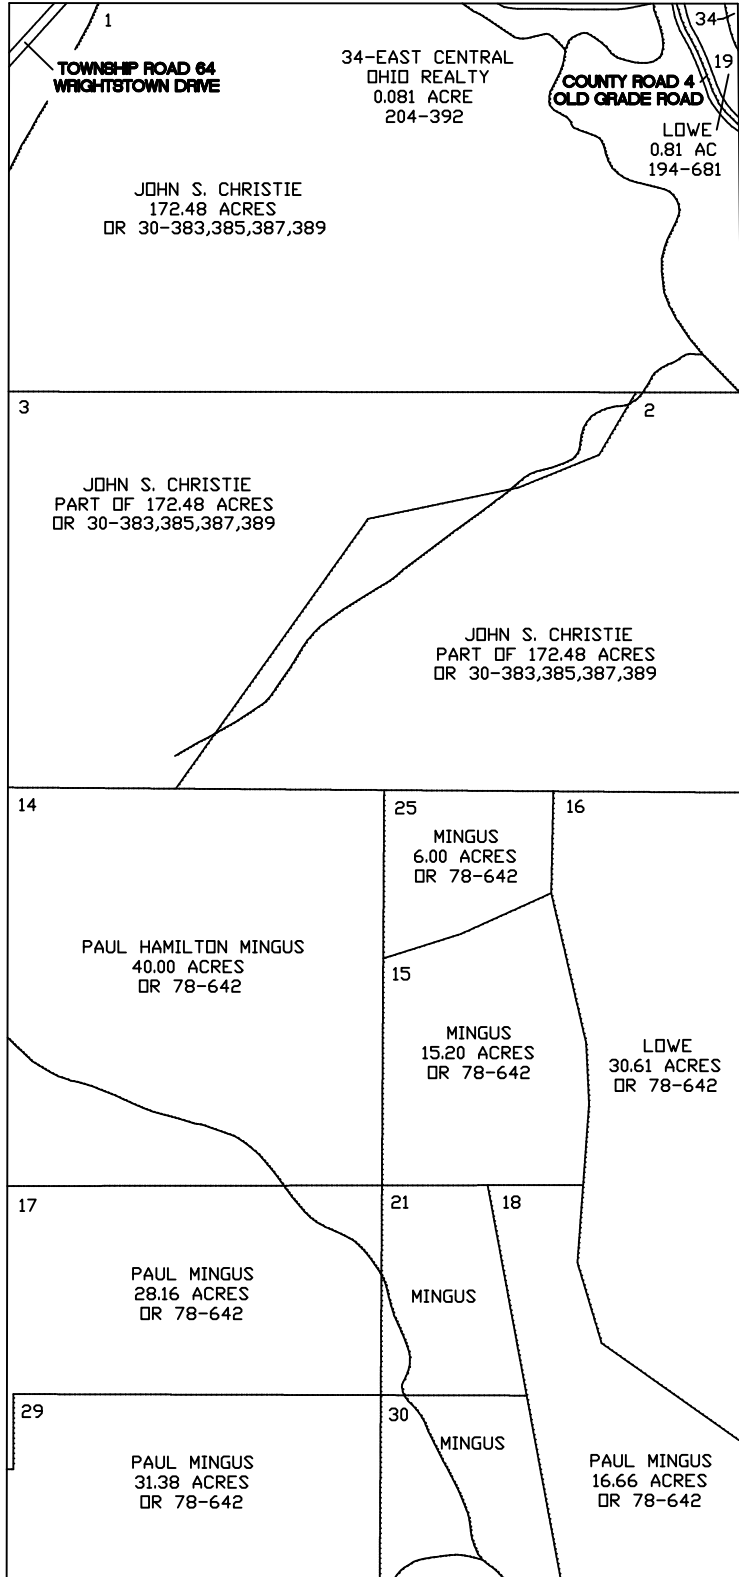 1
34
TOWNSHIP ROAD 64
WRIGHTSTOWN DRIVE
34-EAST CENTRAL
OHIO REALTY
0.081 ACRE
204-392
19
COUNTY ROAD 4
OLD GRADE ROAD
LOWE
0.81 AC
194-681
JOHN S. CHRISTIE
172.48 ACRES
OR 30-383,385,387,389
3
2
JOHN S. CHRISTIE
PART OF 172.48 ACRES
OR 30-383,385,387,389
JOHN S. CHRISTIE
PART OF 172.48 ACRES
OR 30-383,385,387,389
14
25
16
MINGUS
6.00 ACRES
OR 78-642
PAUL HAMILTON MINGUS
40.00 ACRES
OR 78-642
15
MINGUS
15.20 ACRES
OR 78-642
LOWE
30.61 ACRES
OR 78-642
17
21
18
PAUL MINGUS
28.16 ACRES
OR 78-642
MINGUS
29
30
PAUL MINGUS
31.38 ACRES
OR 78-642
MINGUS
PAUL MINGUS
16.66 ACRES
OR 78-642